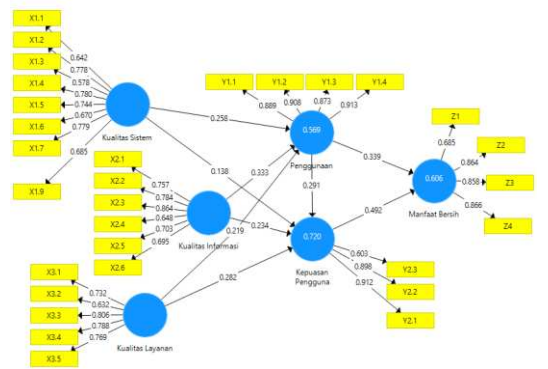 X1.1
X1.2
X1.3
X1.4
X1.5
X1.6
X1.7
X1.9
0.642
0.778
0.578
0.780
0.744
0.670
0.779
0.685
Kualitas Sistem
X2.1
X2.2
X2.3
X2.4
X2.5
X2.6
0.757
0.784
0.864
0.648
0.703
0.695
Kualitas Informasi
X3.1
X3.2
X3.3
X3.4
X3.5
0.732
0.632
0.806
0.788
0.769
Kualitas Layanan
0.258
0.138
0.333
0.234
0.219
0.282
Y1.1
Y1.2
Y1.3
Y1.4
0.889
0.908
0.873
0.913
0.569
Penggunaan
0.291
0.339
0.720
Kepuasan
Pengguna
0.492
0.603
0.898
0.912
Y2.3
Y2.2
Y2.1
0.606
Manfaat Bersih
Z1
Z2
Z3
Z4
0.685
0.864
0.858
0.866